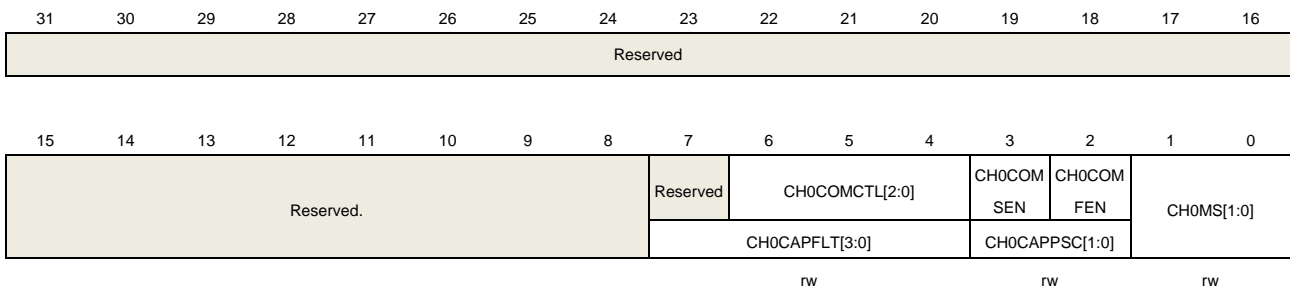 31 30 29 28 27 26 25 24 23 22 21 20 19 18 17 16
Reserved
15 14 13 12 11 10 9 8 7 6 5 4 3 2 1 0
Reserved.
Reserved
CH0COMCTL[2:0]
CH0COM
SEN
CH0COM
FEN
CH0MS[1:0]
CH0CAPFLT[3:0]
CH0CAPPSC[1:0]
rw rw rw